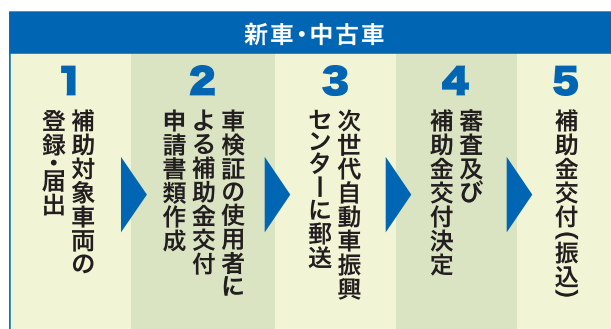 新車・中古車
1
補助対象車両の
登録・届出
2
車検証の使用者に
よる補助金交付
申請書類作成
3
次世代自動車振興
センターに郵送
4
審査及び
補助金交付決定
5
補助金交付(振込)